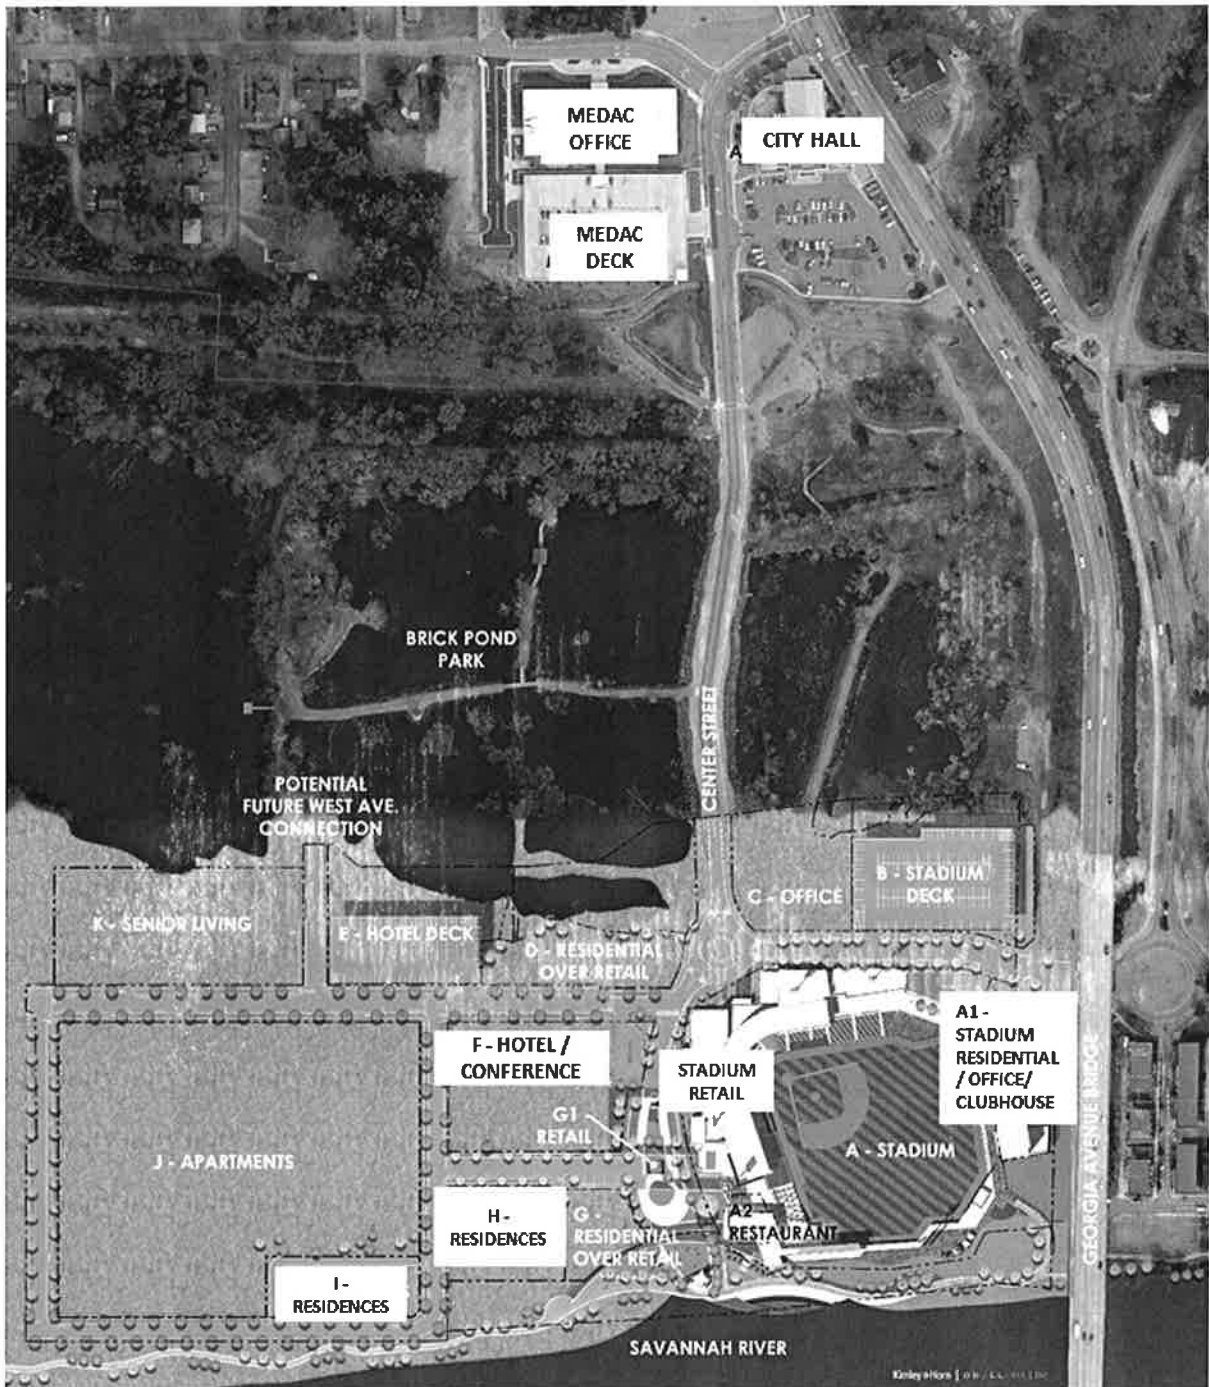 MEDAC
OFFICE
CITY HALL
MEDAC
DECK
BRICK POND
PARK
CENTER STREET
POTENTIAL
FUTURE WEST AVE.
CONNECTION
B - STADIUM
DECK
C - OFFICE
K - SENIOR LIVING
E - HOTEL DECK
D - RESIDENTIAL
OVER RETAIL
A1 -
STADIUM
RESIDENTIAL
/ OFFICE/
CLUBHOUSE
F - HOTEL /
CONFERENCE
STADIUM
RETAIL
G1
RETAIL
A - STADIUM
J - APARTMENTS
GEORGIA AVENUE BRIDGE
H -
RESIDENCES
G -
RESIDENTIAL
OVER RETAIL
A2
RESTAURANT
I -
RESIDENCES
SAVANNAH RIVER
Kimley»Horn